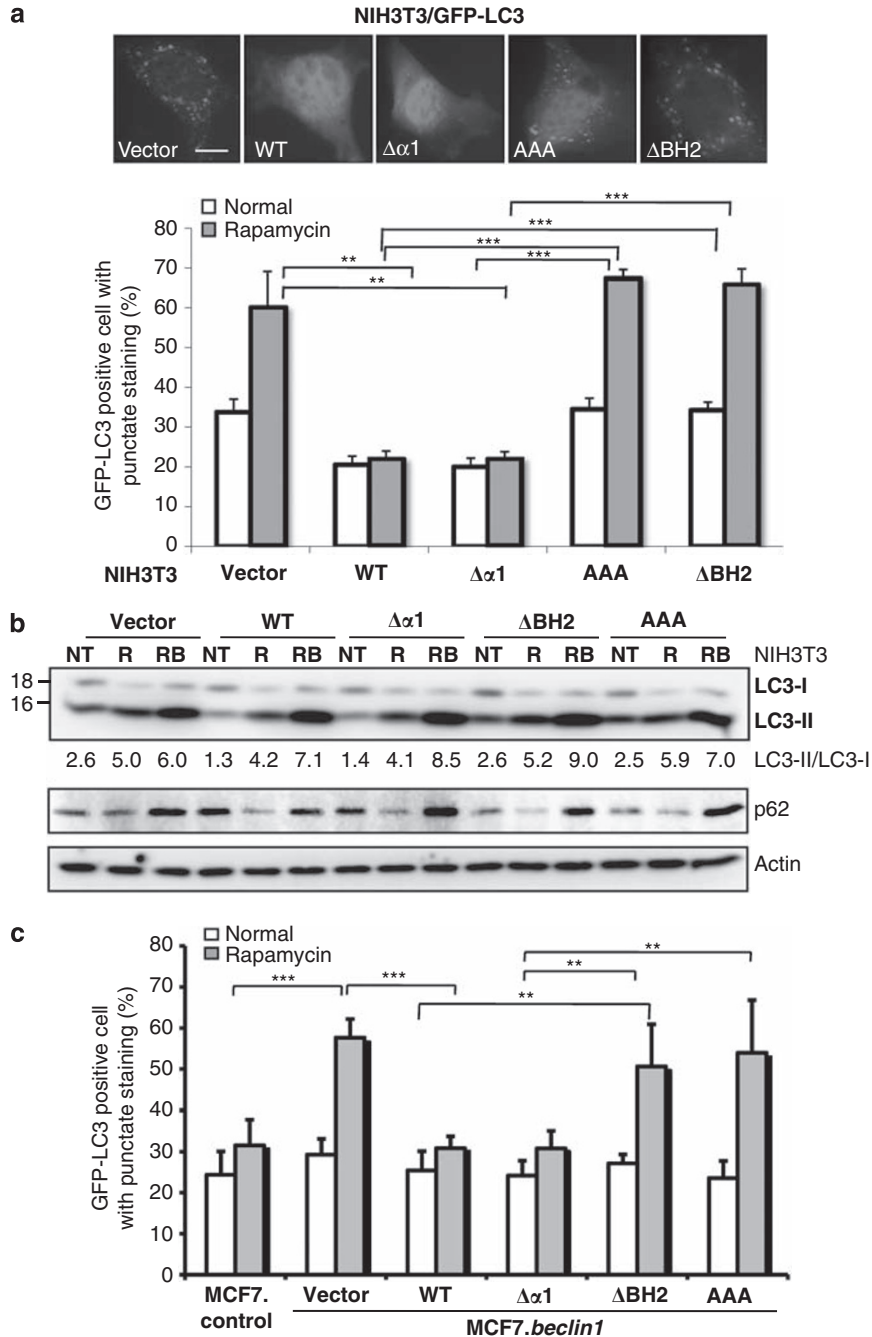 a
NIH3T3/GFP-LC3
Vector WT Δα1 AAA ΔBH2
Normal
Rapamycin
*** 
***
***
***
**
**
GFP-LC3 positive cell with
punctate staining (%)
80
70
60
50
40
30
20
10
0
NIH3T3 Vector WT Δα1 AAA ΔBH2
b
Vector WT Δα1 ΔBH2 AAA
NT R RB NT R RB NT R RB NT R RB NT R RB NIH3T3
18
16
LC3-I
LC3-II
2.6 5.0 6.0 1.3 4.2 7.1 1.4 4.1 8.5 2.6 5.2 9.0 2.5 5.9 7.0 LC3-II/LC3-I
p62
Actin
c
Normal
Rapamycin
**
**
*** ***
**
GFP-LC3 positive cell
with punctate staining (%)
80
70
60
50
40
30
20
10
0
MCF7.
control
Vector WT Δα1 ΔBH2 AAA
MCF7.beclin1